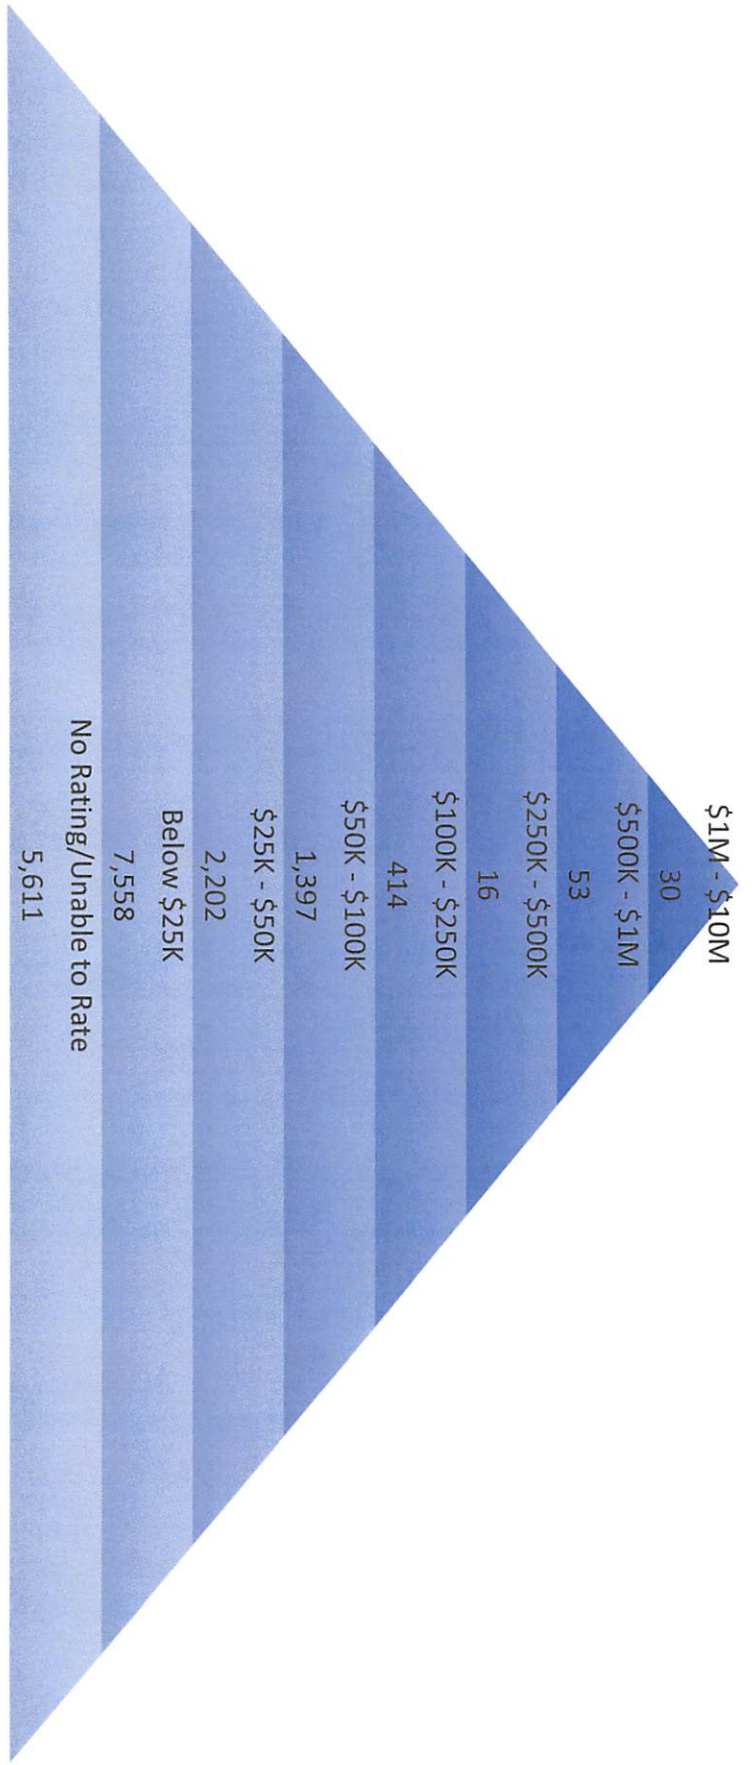 $1M - $10M
30
$500K - $1M
53
$250K - $500K
16
$100K - $250K
414
$50K - $100K
1,397
$25K - $50K
2,202
Below $25K
7,558
No Rating/Unable to Rate
5,611